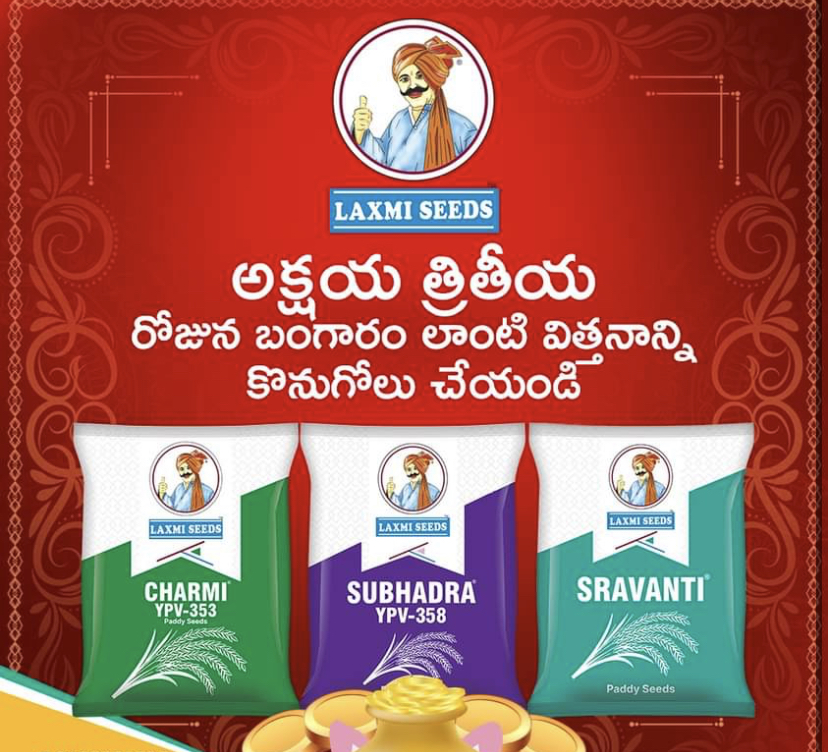 LAXMI SEEDS
అక్షయ త్రితీయ
రోజున బంగారం లాంటి విత్తనాన్ని
కొనుగోలు చేయండి
LAXMI SEEDS
CHARMI
YPV-353
Paddy Seeds
LAXMI SEEDS
SUBHADRA
YPV-358
LAXMI SEEDS
SRAVANTI
Paddy Seeds